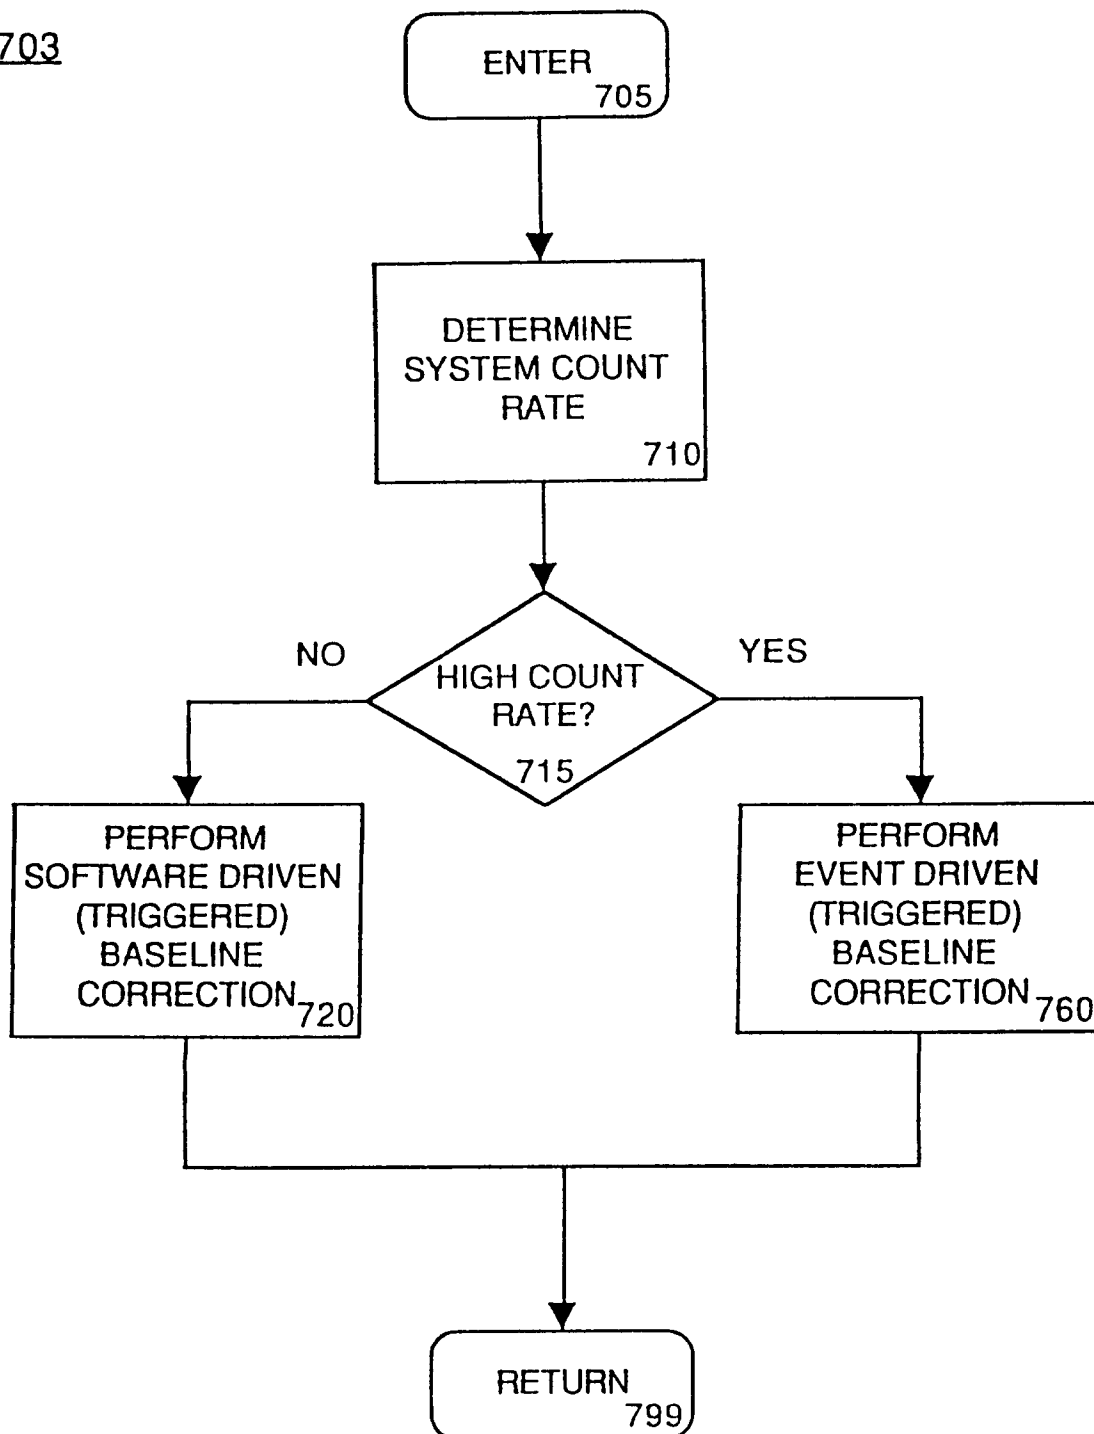 703
ENTER
705
DETERMINE
SYSTEM COUNT
RATE
710
NO
YES
HIGH COUNT
RATE?
715
PERFORM
SOFTWARE DRIVEN
(TRIGGERED)
BASELINE
CORRECTION
720
PERFORM
EVENT DRIVEN
(TRIGGERED)
BASELINE
CORRECTION
760
RETURN
799